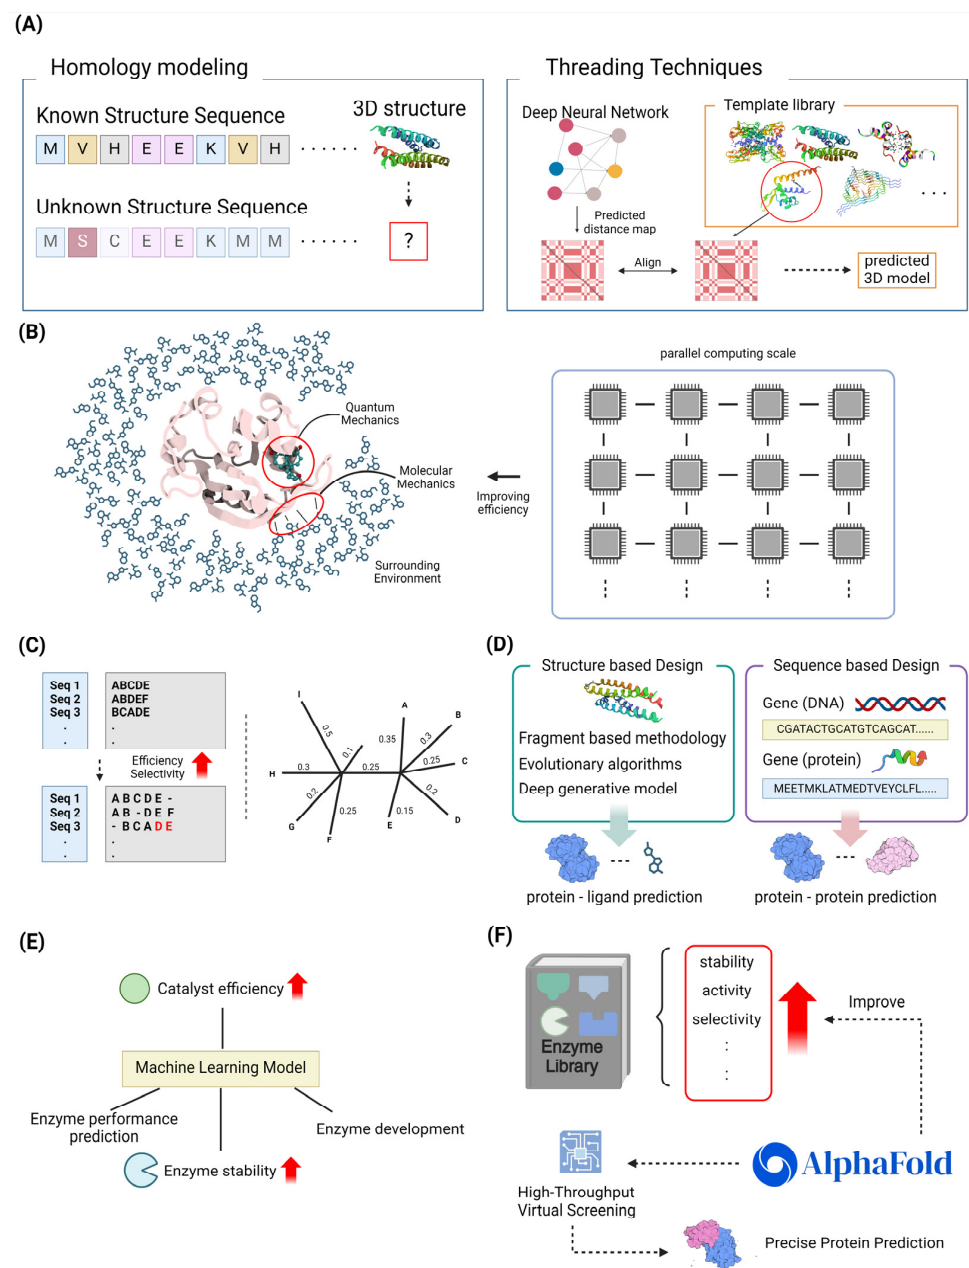 (A)
Homology modeling
Known Structure Sequence
M V H E E K V H ......
3D structure
Unknown Structure Sequence
M S C E E K M M ......
?
Threading Techniques
Deep Neural Network
Template library
...
Predicted
distance map
Align
predicted
3D model
(B)
Quantum
Mechanics
Molecular
Mechanics
Surrounding
Environment
Improving
efficiency
parallel computing scale
(C)
Seq 1 ABCDE
Seq 2 ABDEF
Seq 3 BCADE
. .
. .
Efficiency
Selectivity
Seq 1 A B C D E -
Seq 2 A B - D E F
Seq 3 - B C A D E
. .
. .
I
A
B
C
D
E
F
G
H
0.5
0.1
0.35
0.3
0.25
0.3
0.25
0.2
0.25
0.15
0.2
(D)
Structure based Design
Fragment based methodology
Evolutionary algorithms
Deep generative model
protein - ligand prediction
Sequence based Design
Gene (DNA)
CGATACTGCATGTCAGCAT......
Gene (protein)
MEETMKLATMEDTVEYCLFL.....
protein - protein prediction
(E)
Catalyst efficiency
Machine Learning Model
Enzyme performance
prediction
Enzyme development
Enzyme stability
(F)
Enzyme
Library
stability
activity
selectivity
:
:
Improve
AlphaFold
High-Throughput
Virtual Screening
Precise Protein Prediction